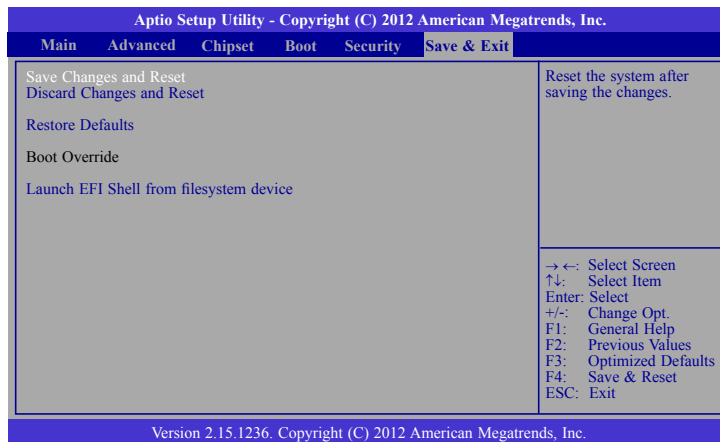 Aptio Setup Utility - Copyright (C) 2012 American Megatrends, Inc.
Main Advanced Chipset Boot Security Save & Exit
Save Changes and Reset
Discard Changes and Reset
Restore Defaults
Boot Override
Launch EFI Shell from filesystem device
Reset the system after
saving the changes.
→ ←: Select Screen
↑↓: Select Item
Enter: Select
+/-: Change Opt.
F1: General Help
F2: Previous Values
F3: Optimized Defaults
F4: Save & Reset
ESC: Exit
Version 2.15.1236. Copyright (C) 2012 American Megatrends, Inc.